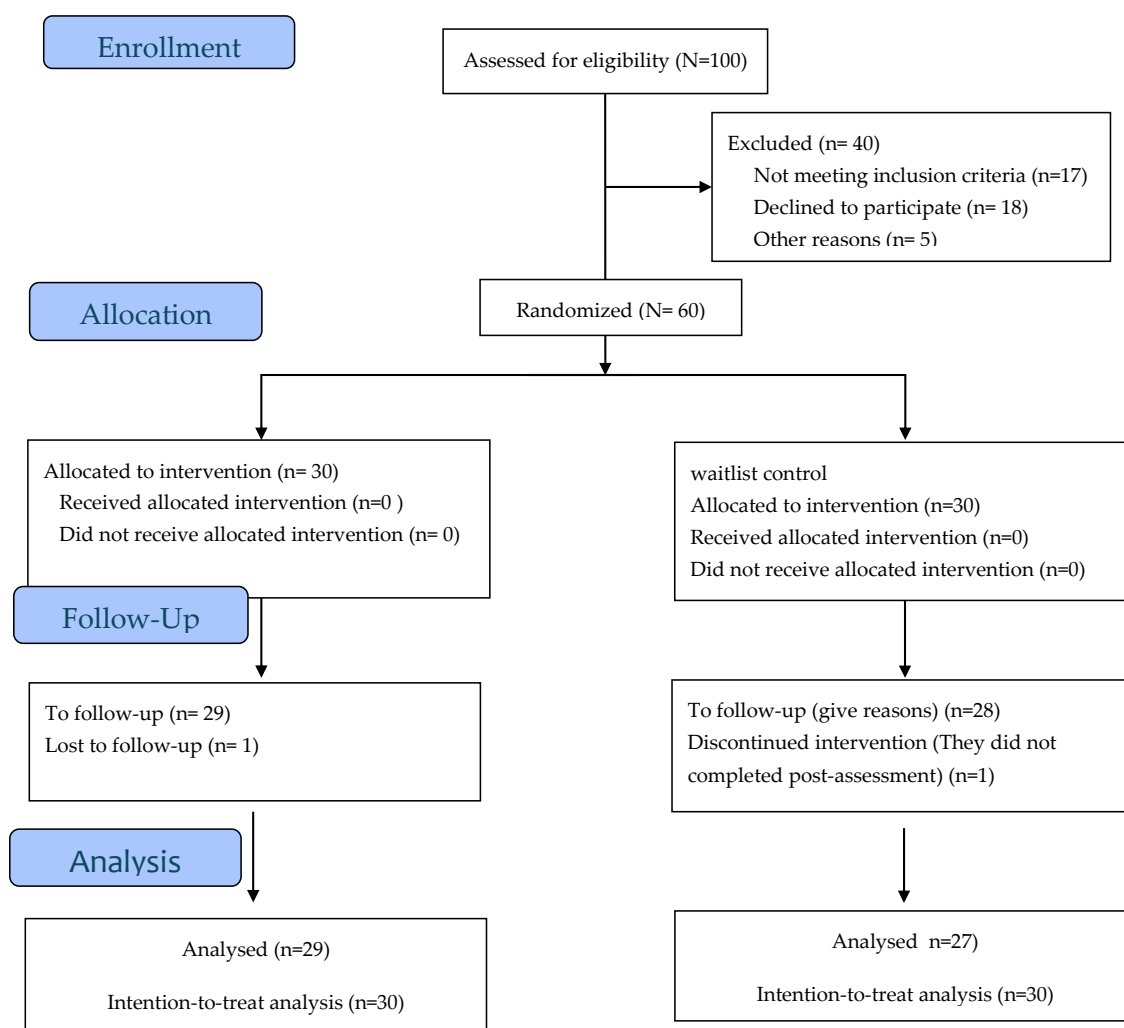 Enrollment
Assessed for eligibility (N=100)
Excluded (n= 40)
Not meeting inclusion criteria (n=17)
Declined to participate (n= 18)
Other reasons (n= 5)
Allocation
Randomized (N= 60)
Allocated to intervention (n= 30)
Received allocated intervention (n=0 )
Did not receive allocated intervention (n= 0)
waitlist control
Allocated to intervention (n=30)
Received allocated intervention (n=0)
Did not receive allocated intervention (n=0)
Follow-Up
To follow-up (n= 29)
Lost to follow-up (n= 1)
To follow-up (give reasons) (n=28)
Discontinued intervention (They did not
completed post-assessment) (n=1)
Analysis
Analysed (n=29)
Intention-to-treat analysis (n=30)
Analysed n=27)
Intention-to-treat analysis (n=30)